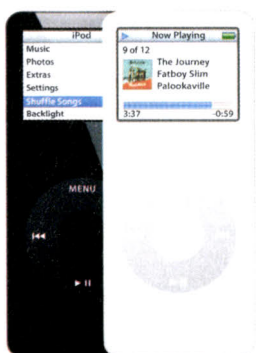 iPod
Music
Photos
Extras
Settings
Shuffle Songs
Backlight
MENU
Now Playing
9 of 12
The Journey
Fatboy Slim
Palookaville
3:37 -0:59